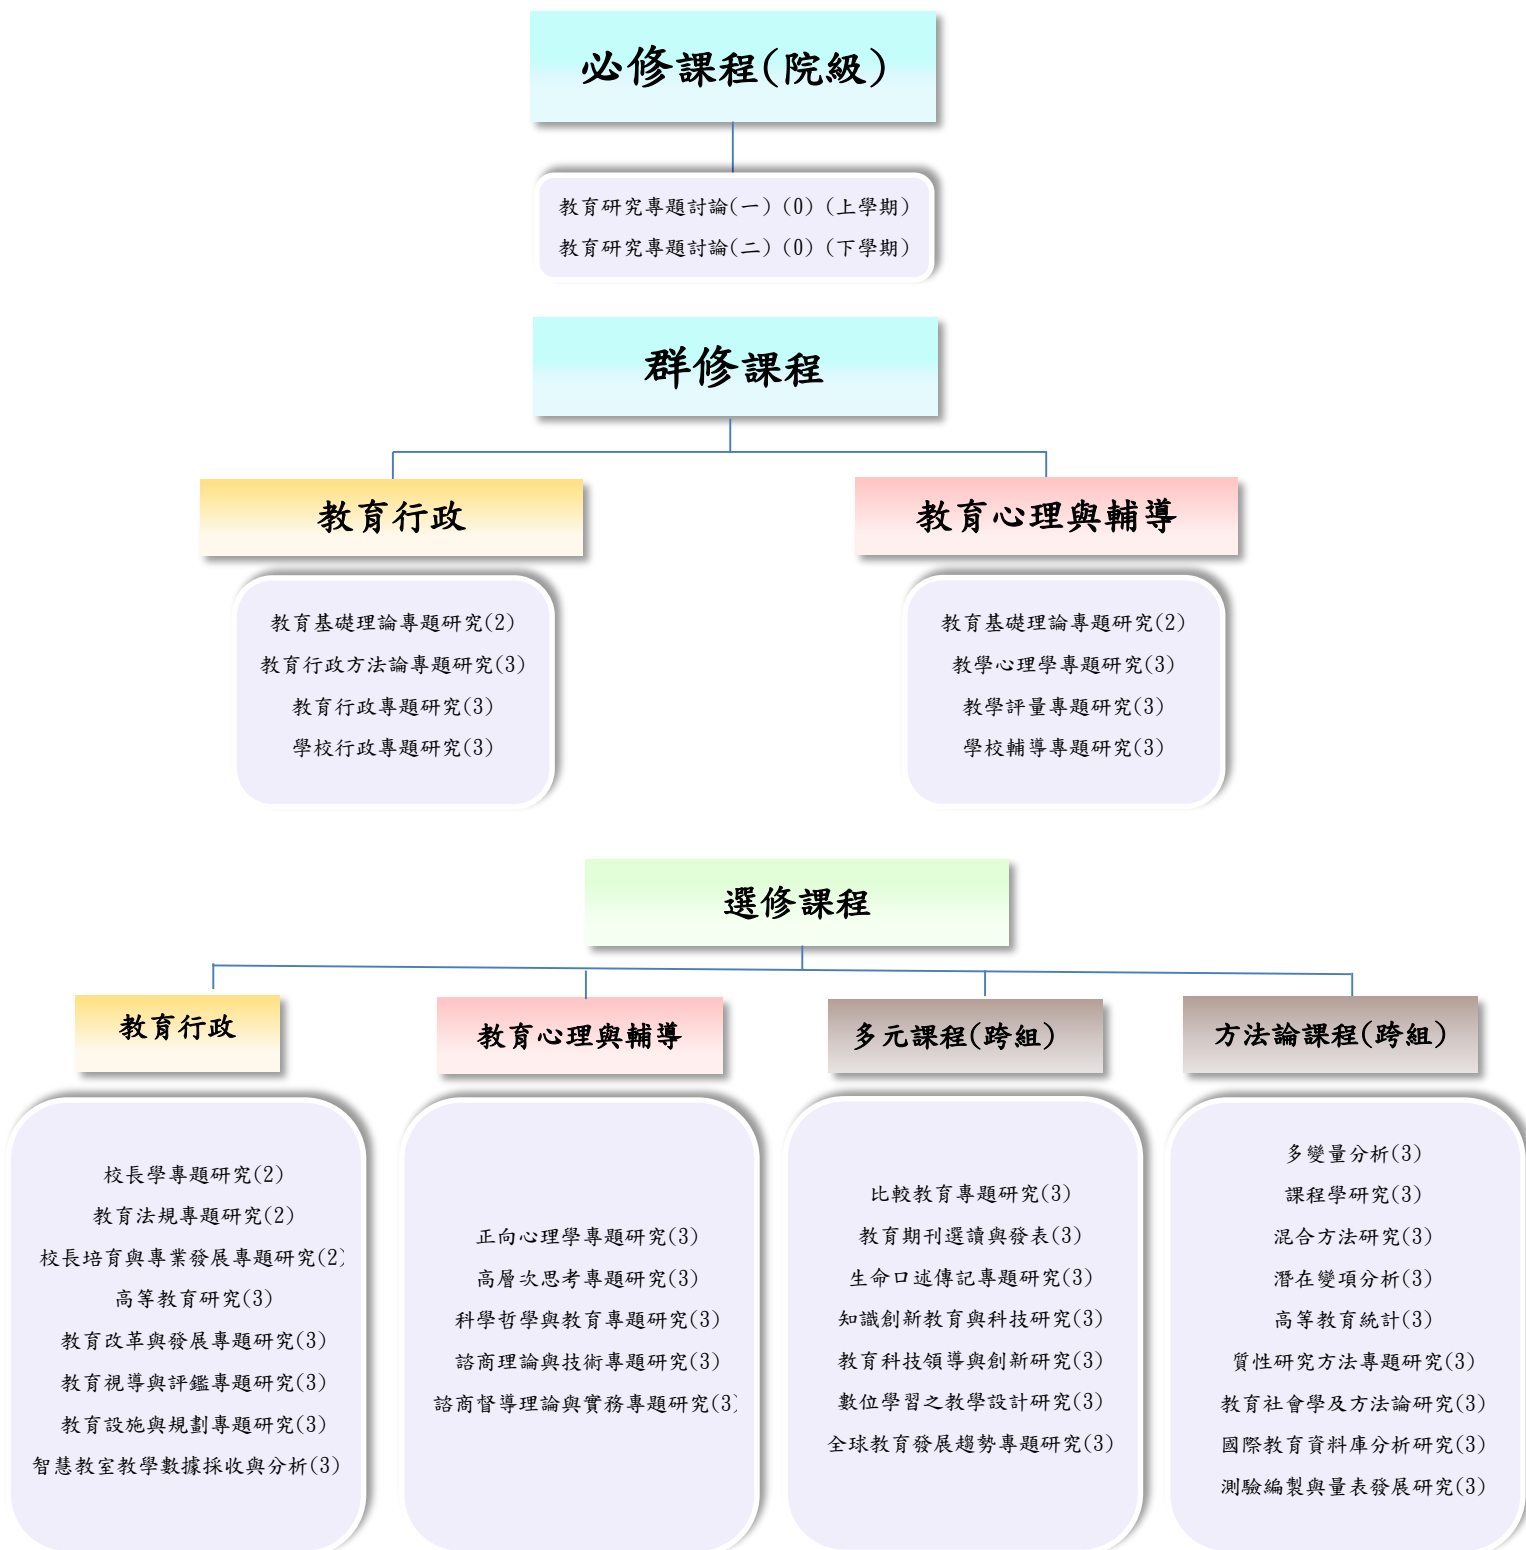 必修課程(院級)
教育研究專題討論(一)(0)(上學期)
教育研究專題討論(二)(0)(下學期)
群修課程
教育行政
教育基礎理論專題研究(2)
教育行政方法論專題研究(3)
教育行政專題研究(3)
學校行政專題研究(3)
教育心理與輔導
教育基礎理論專題研究(2)
教學心理學專題研究(3)
教學評量專題研究(3)
學校輔導專題研究(3)
選修課程
教育行政
校長學專題研究(2)
教育法規專題研究(2)
校長培育與專業發展專題研究(2)
高等教育研究(3)
教育改革與發展專題研究(3)
教育視導與評鑑專題研究(3)
教育設施與規劃專題研究(3)
智慧教室教學數據採收與分析(3)
教育心理與輔導
正向心理學專題研究(3)
高層次思考專題研究(3)
科學哲學與教育專題研究(3)
諮商理論與技術專題研究(3)
諮商督導理論與實務專題研究(3)
多元課程(跨組)
比較教育專題研究(3)
教育期刊選讀與發表(3)
生命口述傳記專題研究(3)
知識創新教育與科技研究(3)
教育科技領導與創新研究(3)
數位學習之教學設計研究(3)
全球教育發展趨勢專題研究(3)
方法論課程(跨組)
多變量分析(3)
課程學研究(3)
混合方法研究(3)
潛在變項分析(3)
高等教育統計(3)
質性研究方法專題研究(3)
教育社會學及方法論研究(3)
國際教育資料庫分析研究(3)
測驗編製與量表發展研究(3)